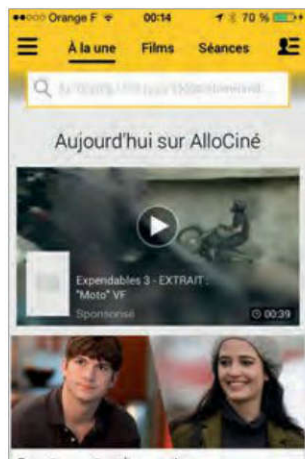 Orange F 00:14 70 %
À la une Films Séances
Aujourd'hui sur AlloCiné
Expendables 3 - EXTRAIT :
"Moto" VF
Sponsorisé 00:39